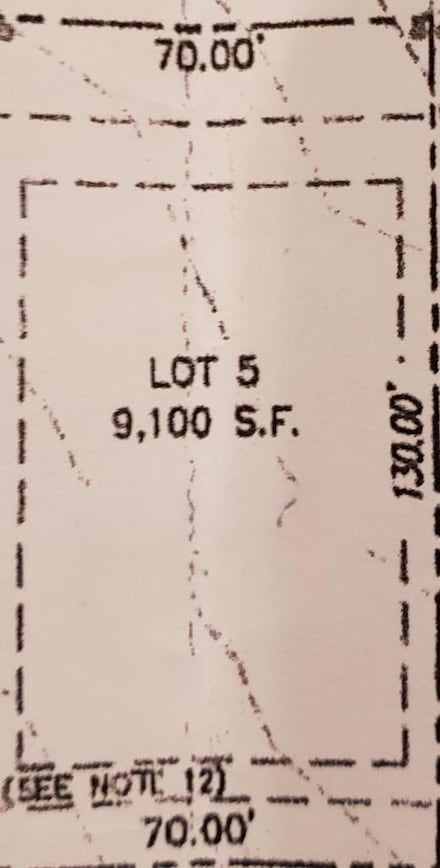 70.00'
LOT 5
9,100 S.F.
130.00'
(SEE NOTE 12)
70.00'